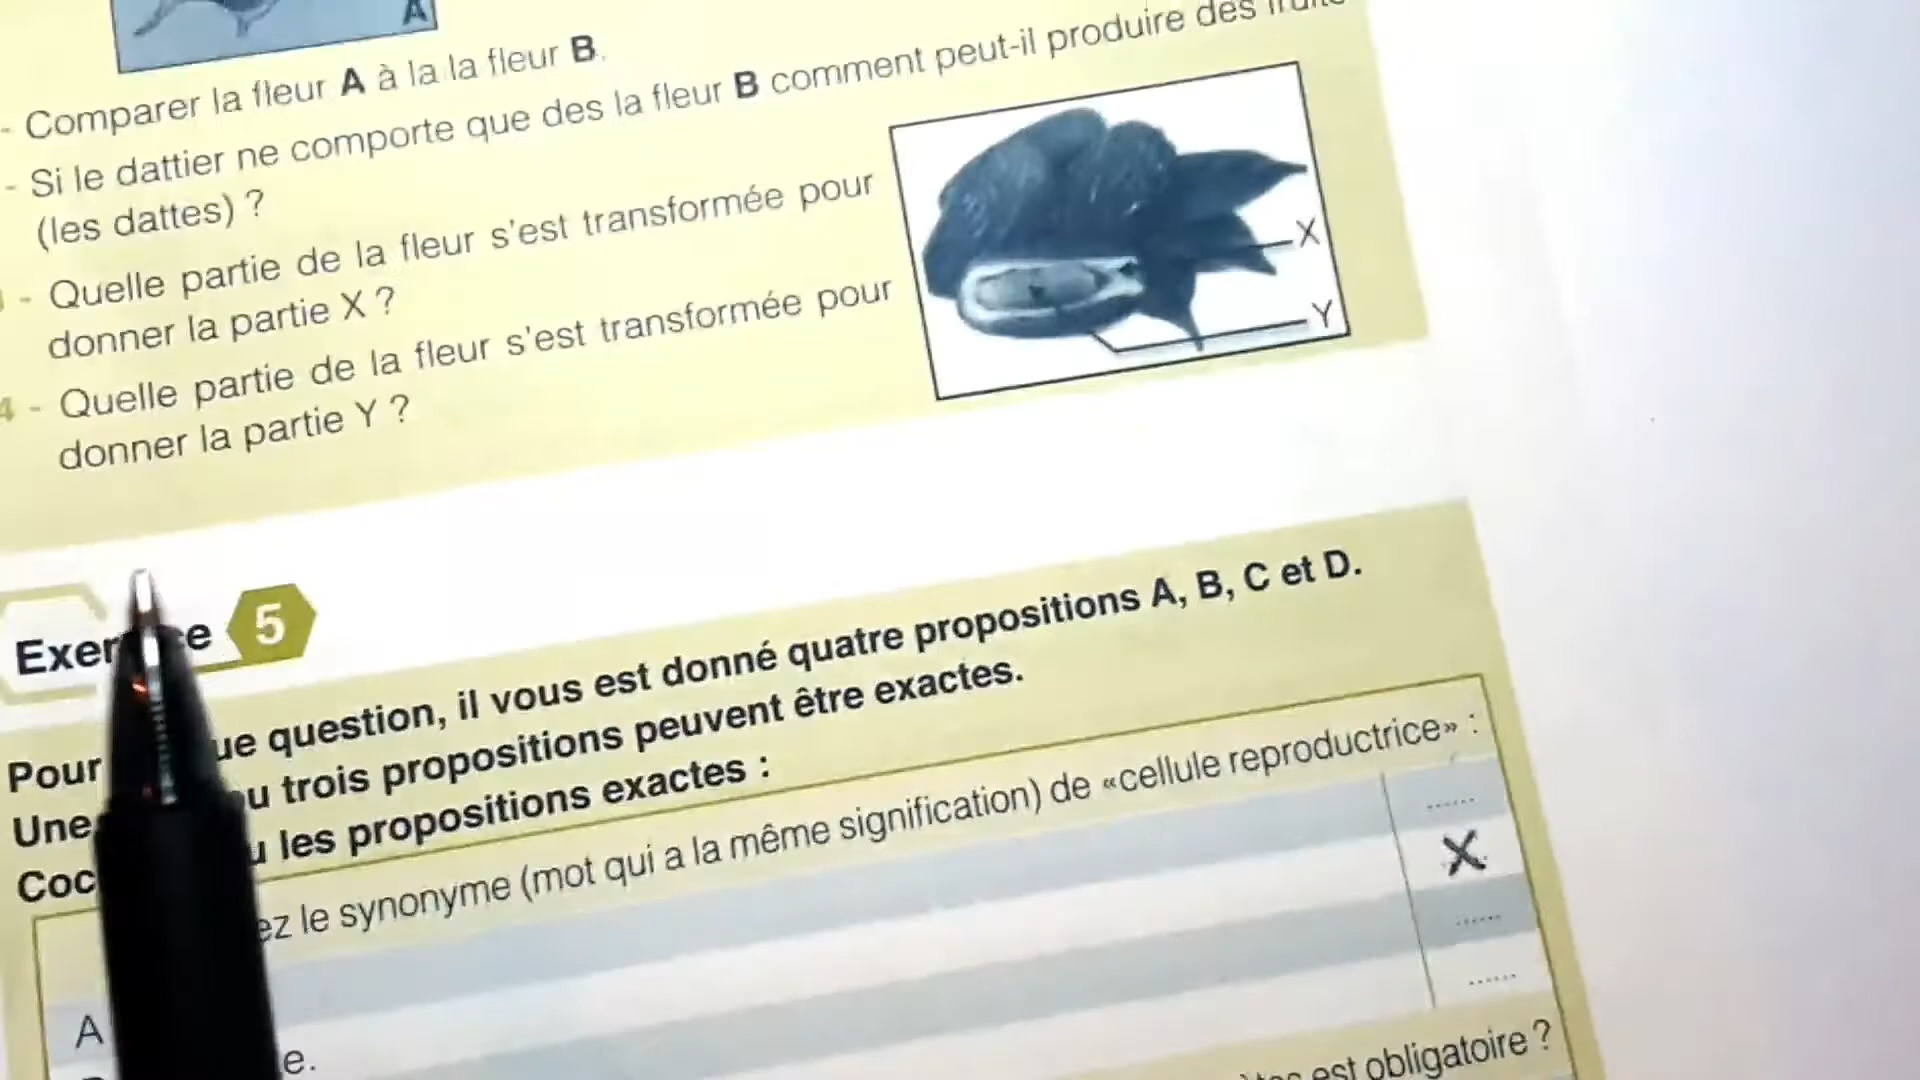 A
- Comparer la fleur A à la la fleur B.
- Si le dattier ne comporte que des la fleur B comment peut-il produire des
(les dattes) ?
- Quelle partie de la fleur s'est transformée pour
donner la partie X ?
X
Y
4 - Quelle partie de la fleur s'est transformée pour
donner la partie Y ?
5
Pour question, il vous est donné quatre propositions A, B, C et D.
Une trois propositions peuvent être exactes.
les propositions exactes :
le synonyme (mot qui a la même signification) de «cellule reproductrice» :
......
X
......
......
A
e.
est obligatoire ?